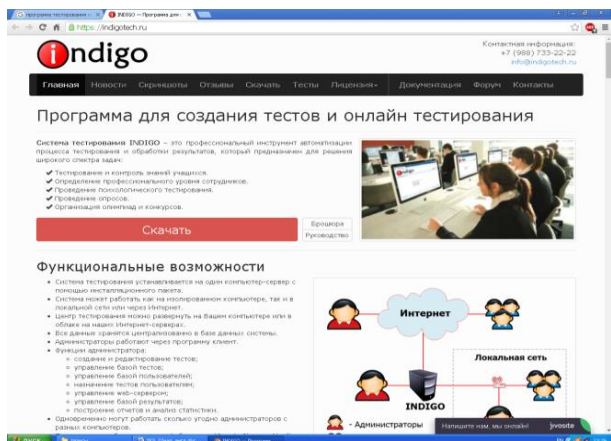 INDIGO — Программа для
https://indigotech.ru
indigo
Контактная информация:
+7 (988) 733-22-22
info@indigotech.ru
Главная Новости Скриншоты Отзывы Скачать Тесты Лицензия Документация Форум Контакты
Программа для создания тестов и онлайн тестирования
Система тестирования INDIGO – это профессиональный инструмент автоматизации
процесса тестирования и обработки результатов, который предназначен для решения
широкого спектра задач:
Тестирование и контроль знаний учащихся.
Определение профессионального уровня сотрудников.
Проведение психологического тестирования.
Проведение опросов.
Организация олимпиад и конкурсов.
Скачать
Брошюра
Руководство
Функциональные возможности
Система тестирования устанавливается на один компьютер-сервер с
помощью инсталляционного пакета.
Система может работать как на изолированном компьютере, так и в
локальной сети или через Интернет.
Центр тестирования можно развернуть на Вашем компьютере или в
облаке на наших Интернет-серверах.
Все данные хранятся централизованно в базе данных системы.
Администраторы работают через программу клиент.
Функции администратора:
создание и редактирование тестов;
управление базой тестов;
управление базой пользователей;
назначение тестов пользователям;
управление web-сервером;
управление базой результатов;
построение отчетов и анализ статистики.
Одновременно могут работать сколько угодно администраторов с
разных компьютеров.
Интернет
Локальная сеть
INDIGO
- Администраторы
Напишите нам, мы онлайн!
jivosite